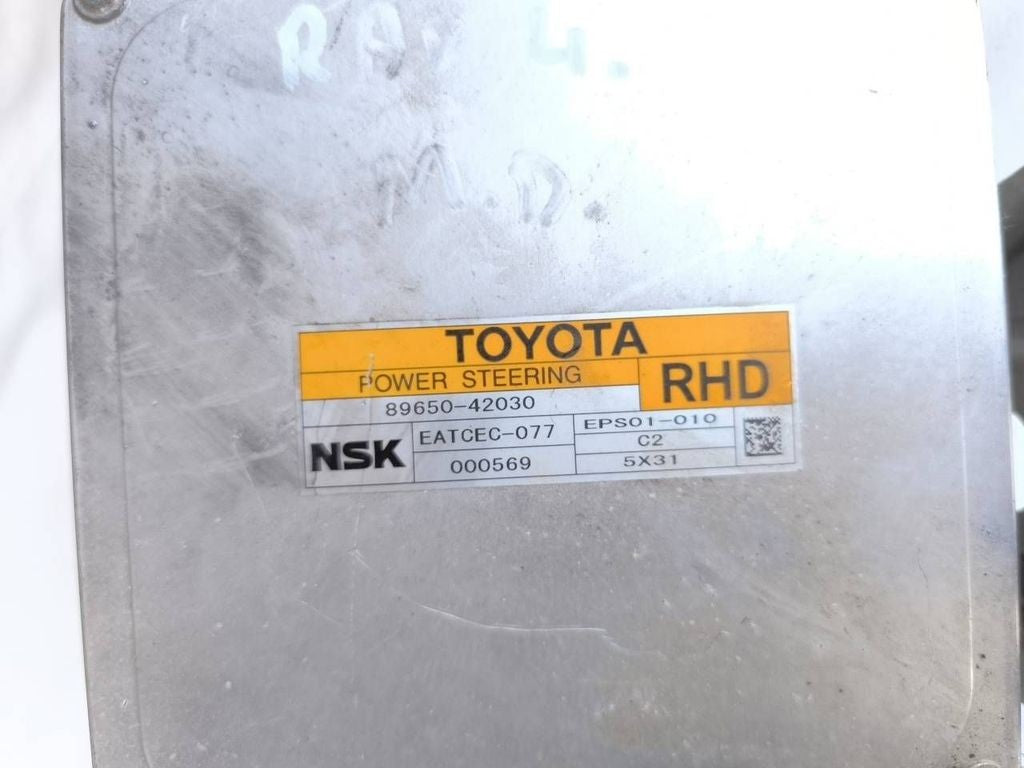 RAV 4.
M.D.
TOYOTA
POWER STEERING
RHD
89650-42030
NSK
EATCEC-077
000569
EPS01-010
C2
5X31